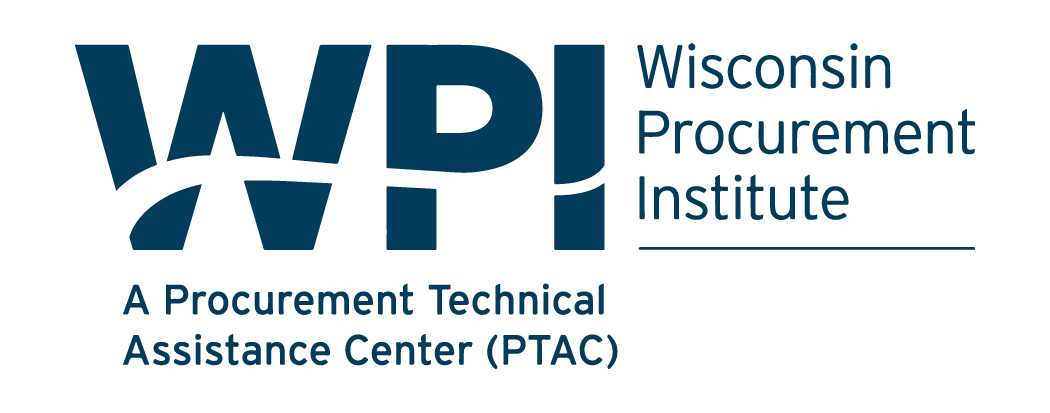 WPI
Wisconsin
Procurement
Institute
A Procurement Technical
Assistance Center (PTAC)